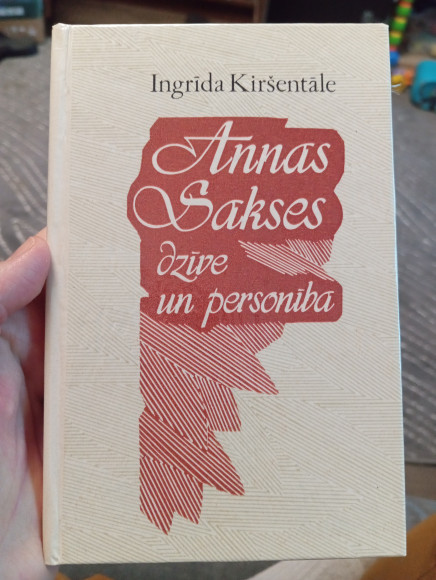 Ingrīda Kiršentāle
Annas
Sakses
dzīve
un personība